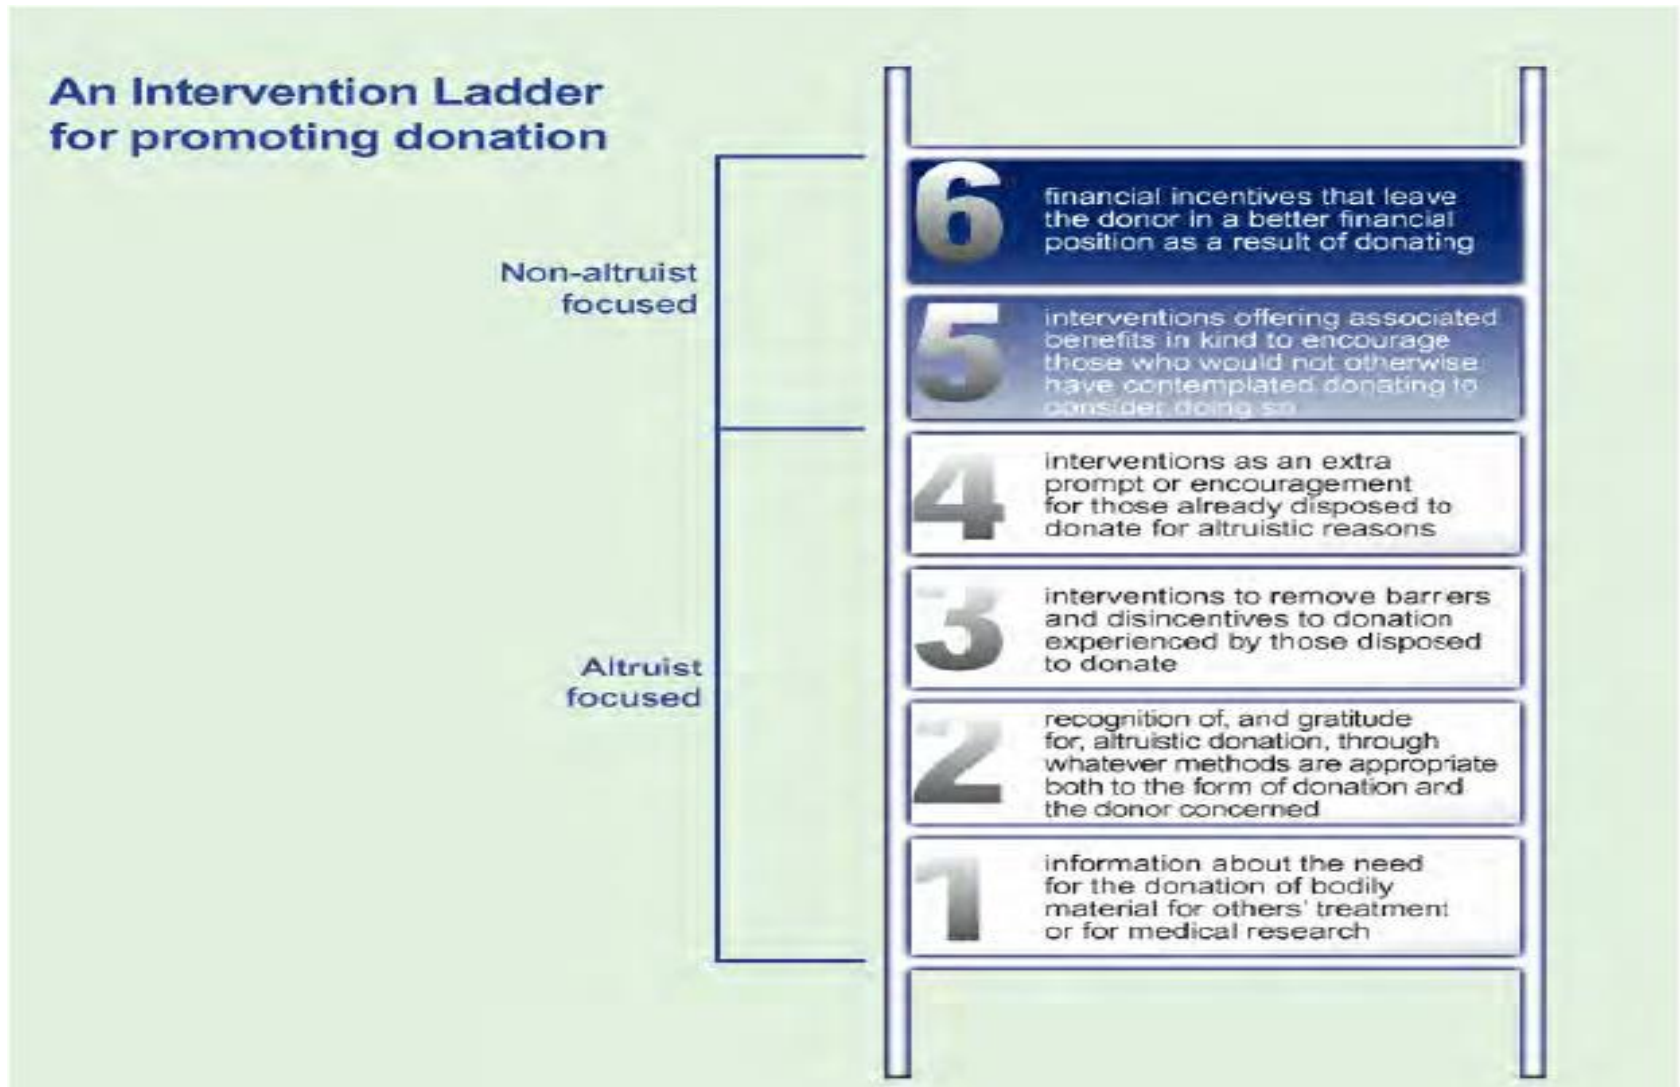 An Intervention Ladder
for promoting donation
Non-altruist
focused
Altruist
focused
6
financial incentives that leave
the donor in a better financial
position as a result of donating
5
interventions offering associated
benefits in kind to encourage
those who would not otherwise
have contemplated donating to
consider doing so
4
interventions as an extra
prompt or encouragement
for those already disposed to
donate for altruistic reasons
3
interventions to remove barriers
and disincentives to donation
experienced by those disposed
to donate
2
recognition of, and gratitude
for, altruistic donation, through
whatever methods are appropriate
both to the form of donation and
the donor concerned
1
information about the need
for the donation of bodily
material for others' treatment
or for medical research